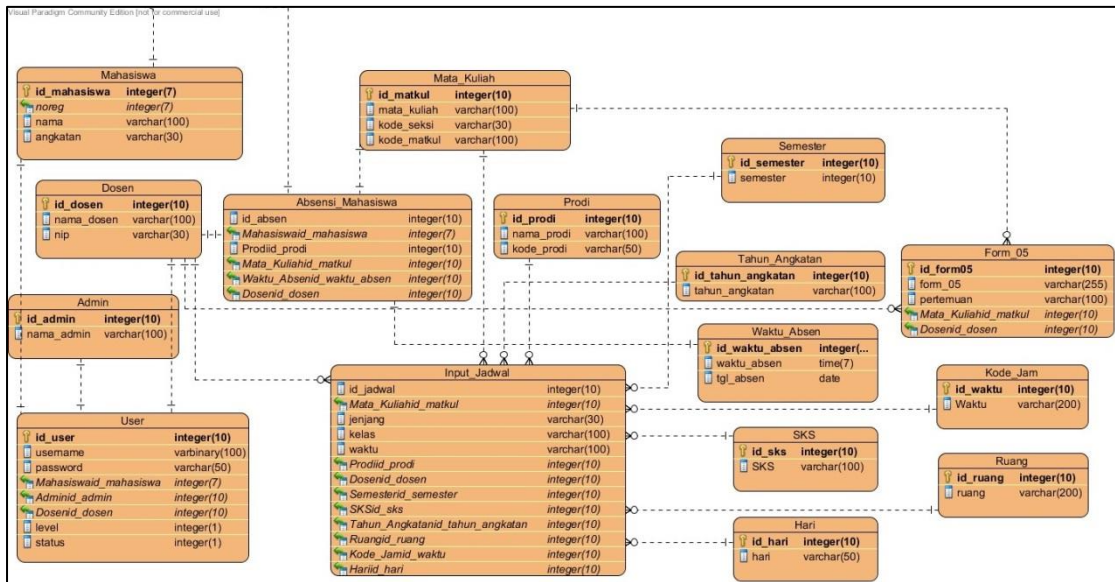 Visual Paradigm Community Edition [not for commercial use]
Mahasiswa
id_mahasiswa integer(7)
noreg integer(7)
nama varchar(100)
angkatan varchar(30)
Mata_Kuliah
id_matkul integer(10)
mata_kuliah varchar(100)
kode_seksi varchar(30)
kode_matkul varchar(100)
Semester
id_semester integer(10)
semester integer(10)
Dosen
id_dosen integer(10)
nama_dosen varchar(100)
nip varchar(30)
Absensi_Mahasiswa
id_absen integer(10)
Mahasiswaid_mahasiswa integer(7)
Prodiid_prodi integer(10)
Mata_Kuliahid_matkul integer(10)
Waktu_Absenid_waktu_absen integer(10)
Dosenid_dosen integer(10)
Prodi
id_prodi integer(10)
nama_prodi varchar(100)
kode_prodi varchar(50)
Tahun_Angkatan
id_tahun_angkatan integer(10)
tahun_angkatan varchar(100)
Form_05
id_form05 integer(10)
form_05 varchar(255)
pertemuan varchar(100)
Mata_Kuliahid_matkul integer(10)
Dosenid_dosen integer(10)
Admin
id_admin integer(10)
nama_admin varchar(100)
Waktu_Absen
id_waktu_absen integer(...
waktu_absen time(7)
tgl_absen date
Input_Jadwal
id_jadwal integer(10)
Mata_Kuliahid_matkul integer(10)
jenjang varchar(30)
kelas varchar(100)
waktu varchar(100)
Prodiid_prodi integer(10)
Dosenid_dosen integer(10)
Semesterid_semester integer(10)
SKSid_sks integer(10)
Tahun_Angkatanid_tahun_angkatan integer(10)
Ruangid_ruang integer(10)
Kode_Jamid_waktu integer(10)
Hariid_hari integer(10)
Kode_Jam
id_waktu integer(10)
Waktu varchar(200)
User
id_user integer(10)
username varbinary(100)
password varchar(50)
Mahasiswaid_mahasiswa integer(7)
Adminid_admin integer(10)
Dosenid_dosen integer(10)
level integer(1)
status integer(1)
SKS
id_sks integer(10)
SKS varchar(100)
Ruang
id_ruang integer(10)
ruang varchar(200)
Hari
id_hari integer(10)
hari varchar(50)